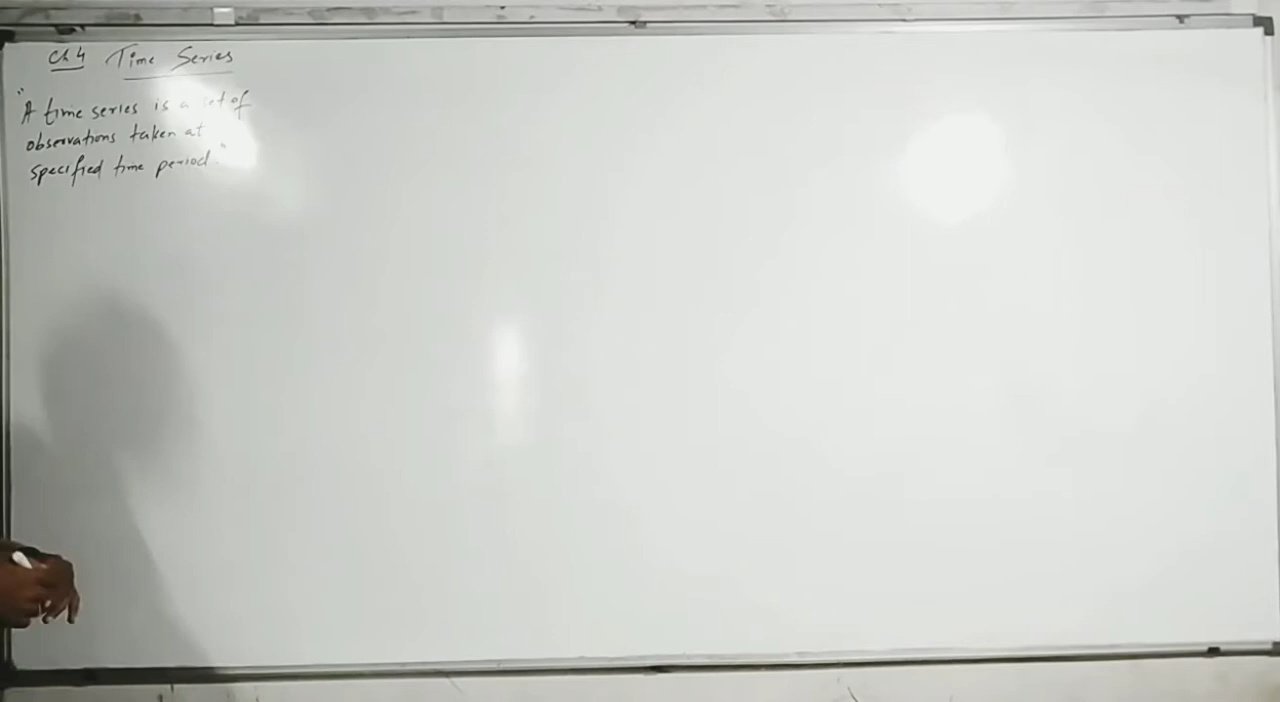 Ch 4 Time Series
"A time series is a set of
observations taken at
specified time period."